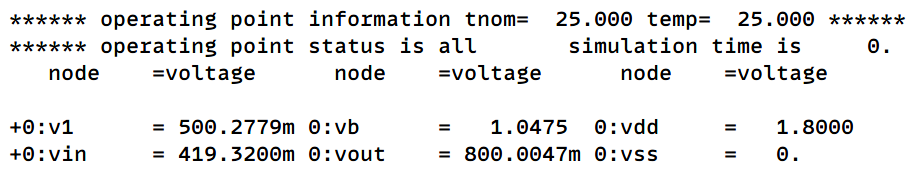 ****** operating point information tnom=  25.000 temp=  25.000 ******
****** operating point status is all       simulation time is     0.
   node    =voltage      node    =voltage      node    =voltage
+0:v1      = 500.2779m 0:vb      =   1.0475  0:vdd     =   1.8000
+0:vin     = 419.3200m 0:vout    = 800.0047m 0:vss     =   0.